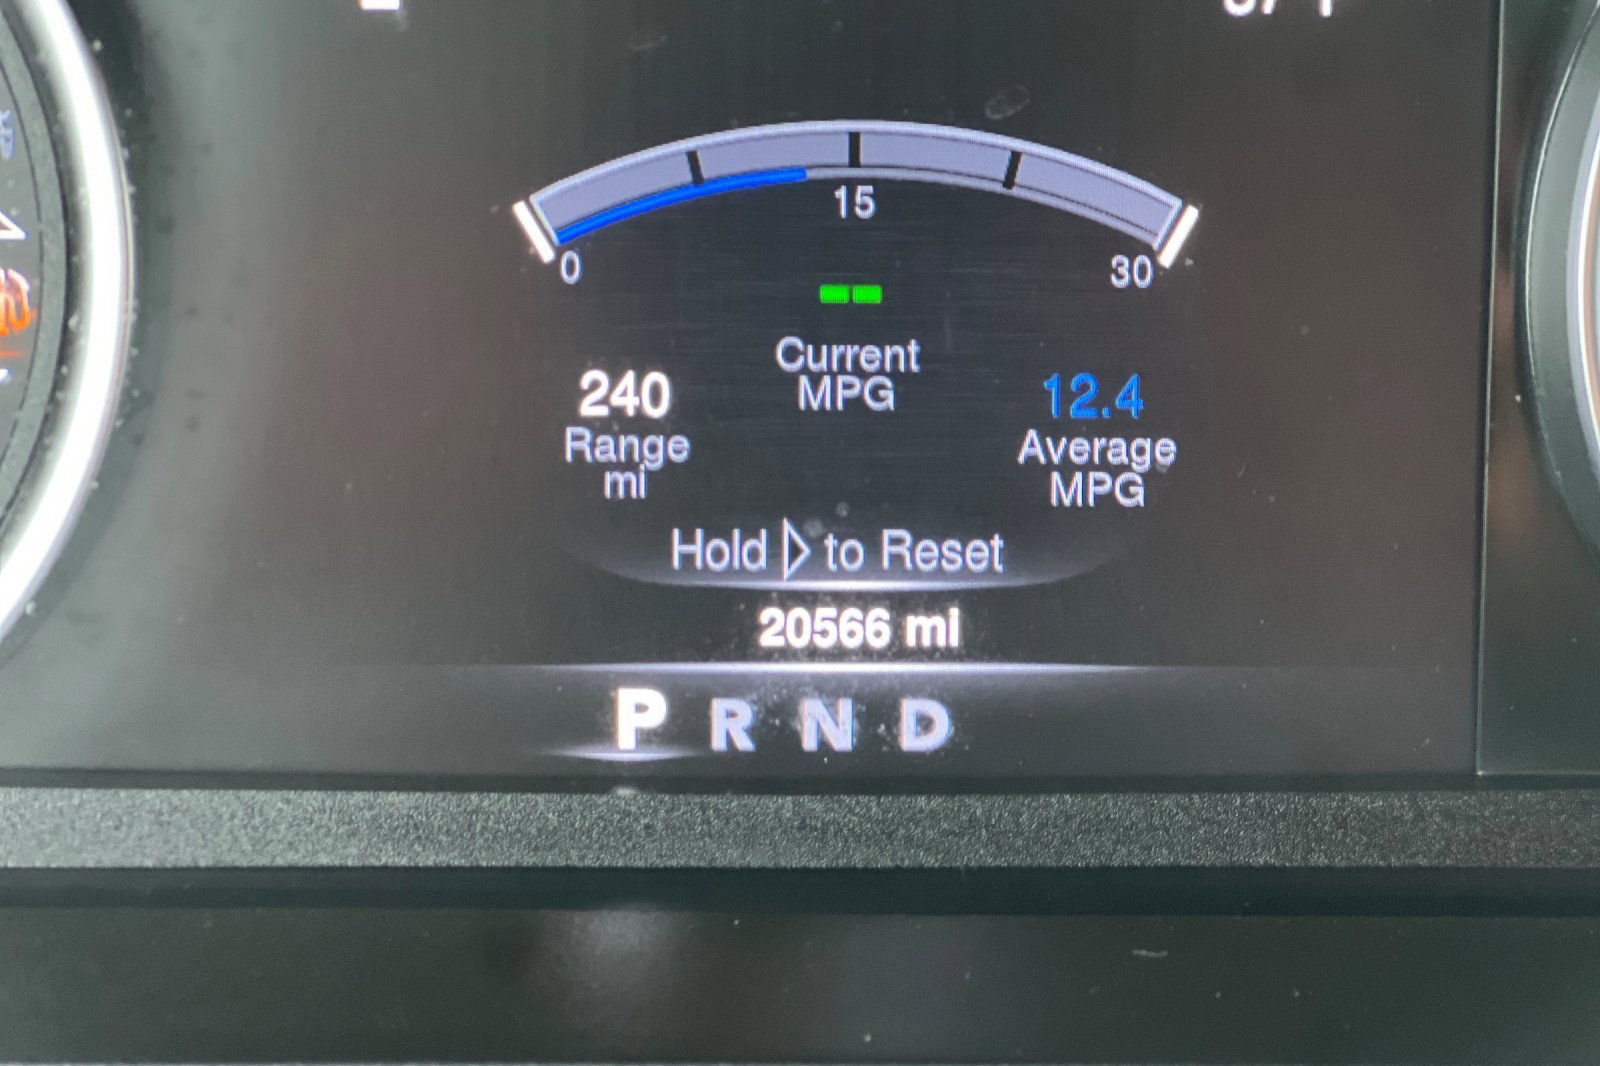 15
0
30
Current
MPG
240
12.4
Range
mi
Average
MPG
Hold to Reset
20566 mi
P R N D